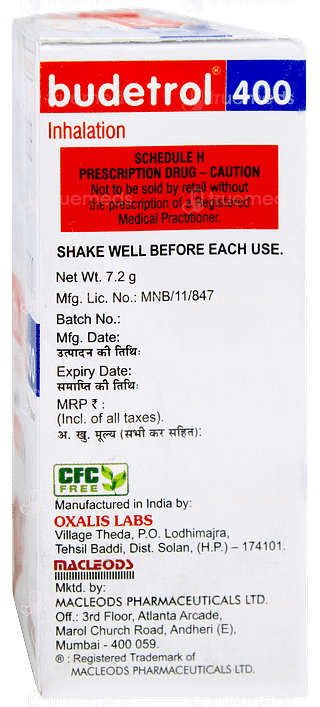 budetrol® 400
Inhalation
SCHEDULE H
PRESCRIPTION DRUG – CAUTION
Not to be sold by retail without
the prescription of a Registered
Medical Practitioner.
SHAKE WELL BEFORE EACH USE.
Net Wt. 7.2 g
Mfg. Lic. No.: MNB/11/847
Batch No.:
Mfg. Date:
उत्पादन की तिथि:
Expiry Date:
समाप्ति की तिथि:
MRP ₹ :
(Incl. of all taxes).
अ. खु. मूल्य (सभी कर सहित):
CFC
FREE
Manufactured in India by:
OXALIS LABS
Village Theda, P.O. Lodhimajra,
Tehsil Baddi, Dist. Solan, (H.P.) – 174101.
MACLEODS
Mktd. by:
MACLEODS PHARMACEUTICALS LTD.
Off.: 3rd Floor, Atlanta Arcade,
Marol Church Road, Andheri (E),
Mumbai - 400 059.
® : Registered Trademark of
MACLEODS PHARMACEUTICALS LTD.